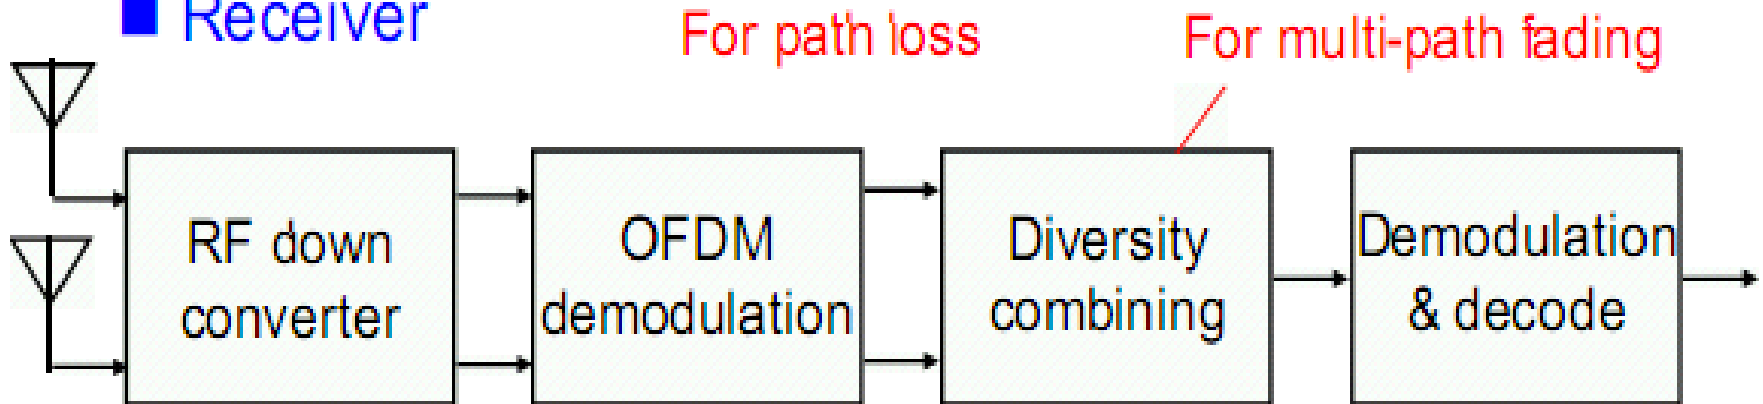 Receiver
For path loss
For multi-path fading
RF down
converter
OFDM
demodulation
Diversity
combining
Demodulation
& decode